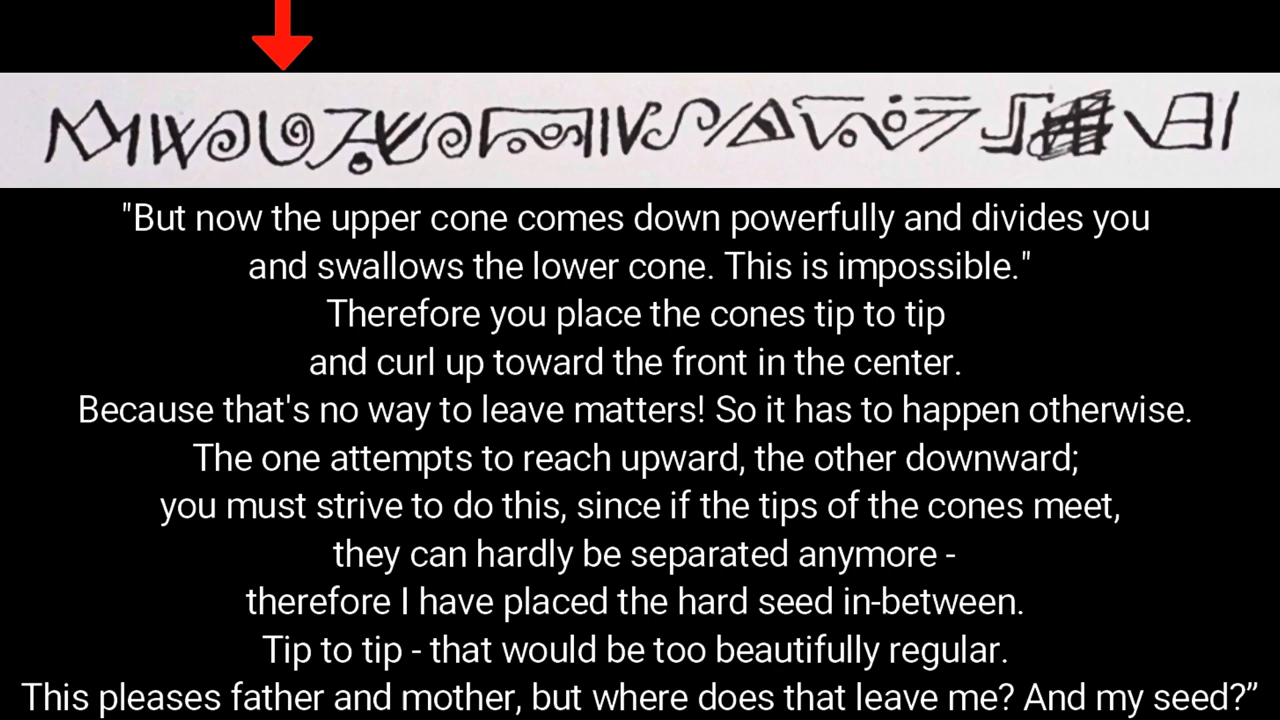 "But now the upper cone comes down powerfully and divides you
and swallows the lower cone. This is impossible."
Therefore you place the cones tip to tip
and curl up toward the front in the center.
Because that's no way to leave matters! So it has to happen otherwise.
The one attempts to reach upward, the other downward;
you must strive to do this, since if the tips of the cones meet,
they can hardly be separated anymore -
therefore I have placed the hard seed in-between.
Tip to tip - that would be too beautifully regular.
This pleases father and mother, but where does that leave me? And my seed?”